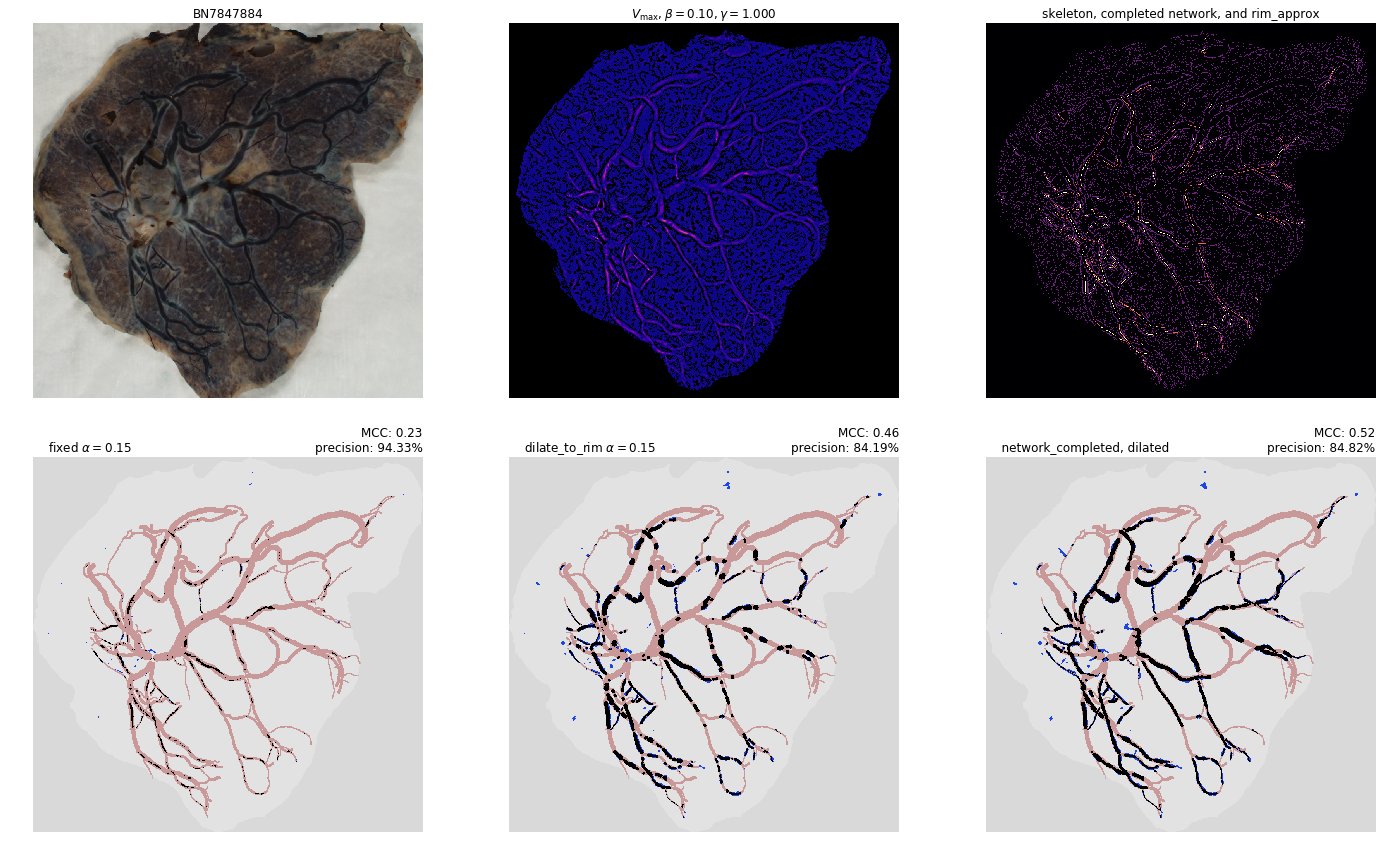 BN7847884
V_max, β = 0.10, γ = 1.000
skeleton, completed network, and rim_approx
fixed α = 0.15
MCC: 0.23
precision: 94.33%
dilate_to_rim α = 0.15
MCC: 0.46
precision: 84.19%
network_completed, dilated
MCC: 0.52
precision: 84.82%